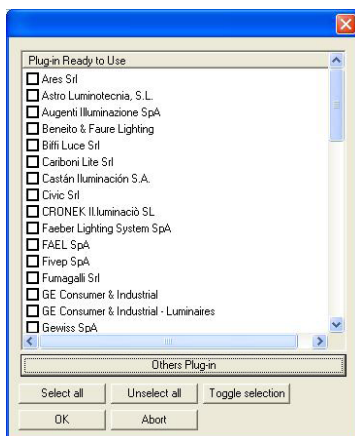 Plug-in Ready to Use
Ares Srl
Astro Luminotecnia, S.L.
Augenti Illuminazione SpA
Beneito & Faure Lighting
Biffi Luce Srl
Cariboni Lite Srl
Castán Iluminación S.A.
Civic Srl
CRONEK Il.luminaciò SL
Faeber Lighting System SpA
FAEL SpA
Fivep SpA
Fumagalli Srl
GE Consumer & Industrial
GE Consumer & Industrial - Luminaires
Gewiss SpA
Others Plug-in
Select all Unselect all Toggle selection
OK Abort